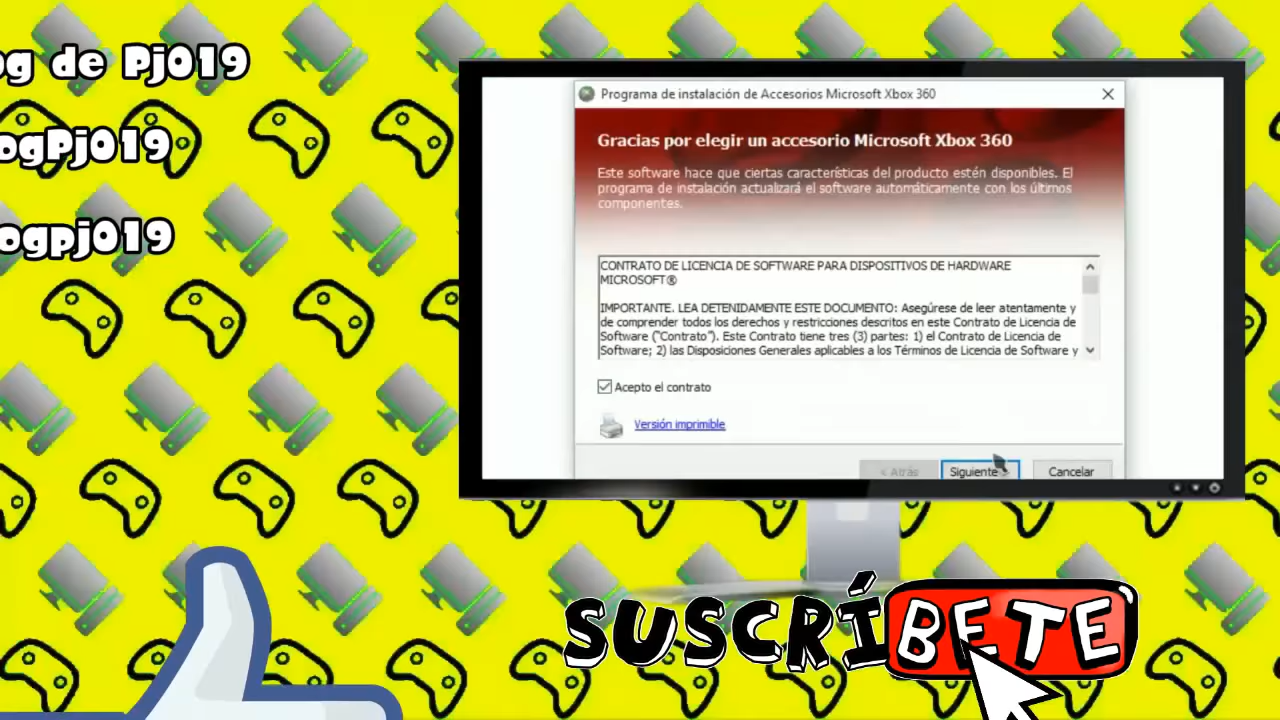 og de Pj019
ogPj019
ogpj019
Programa de instalación de Accesorios Microsoft Xbox 360
Gracias por elegir un accesorio Microsoft Xbox 360
Este software hace que ciertas características del producto estén disponibles. El
programa de instalación actualizará el software automáticamente con los últimos
componentes.
CONTRATO DE LICENCIA DE SOFTWARE PARA DISPOSITIVOS DE HARDWARE
MICROSOFT®
IMPORTANTE. LEA DETENIDAMENTE ESTE DOCUMENTO: Asegúrese de leer atentamente y
de comprender todos los derechos y restricciones descritos en este Contrato de Licencia de
Software ("Contrato"). Este Contrato tiene tres (3) partes: 1) el Contrato de Licencia de
Software; 2) las Disposiciones Generales aplicables a los Términos de Licencia de Software y
Acepto el contrato
Versión imprimible
< Atrás
Siguiente >
Cancelar
SUSCRÍBETE